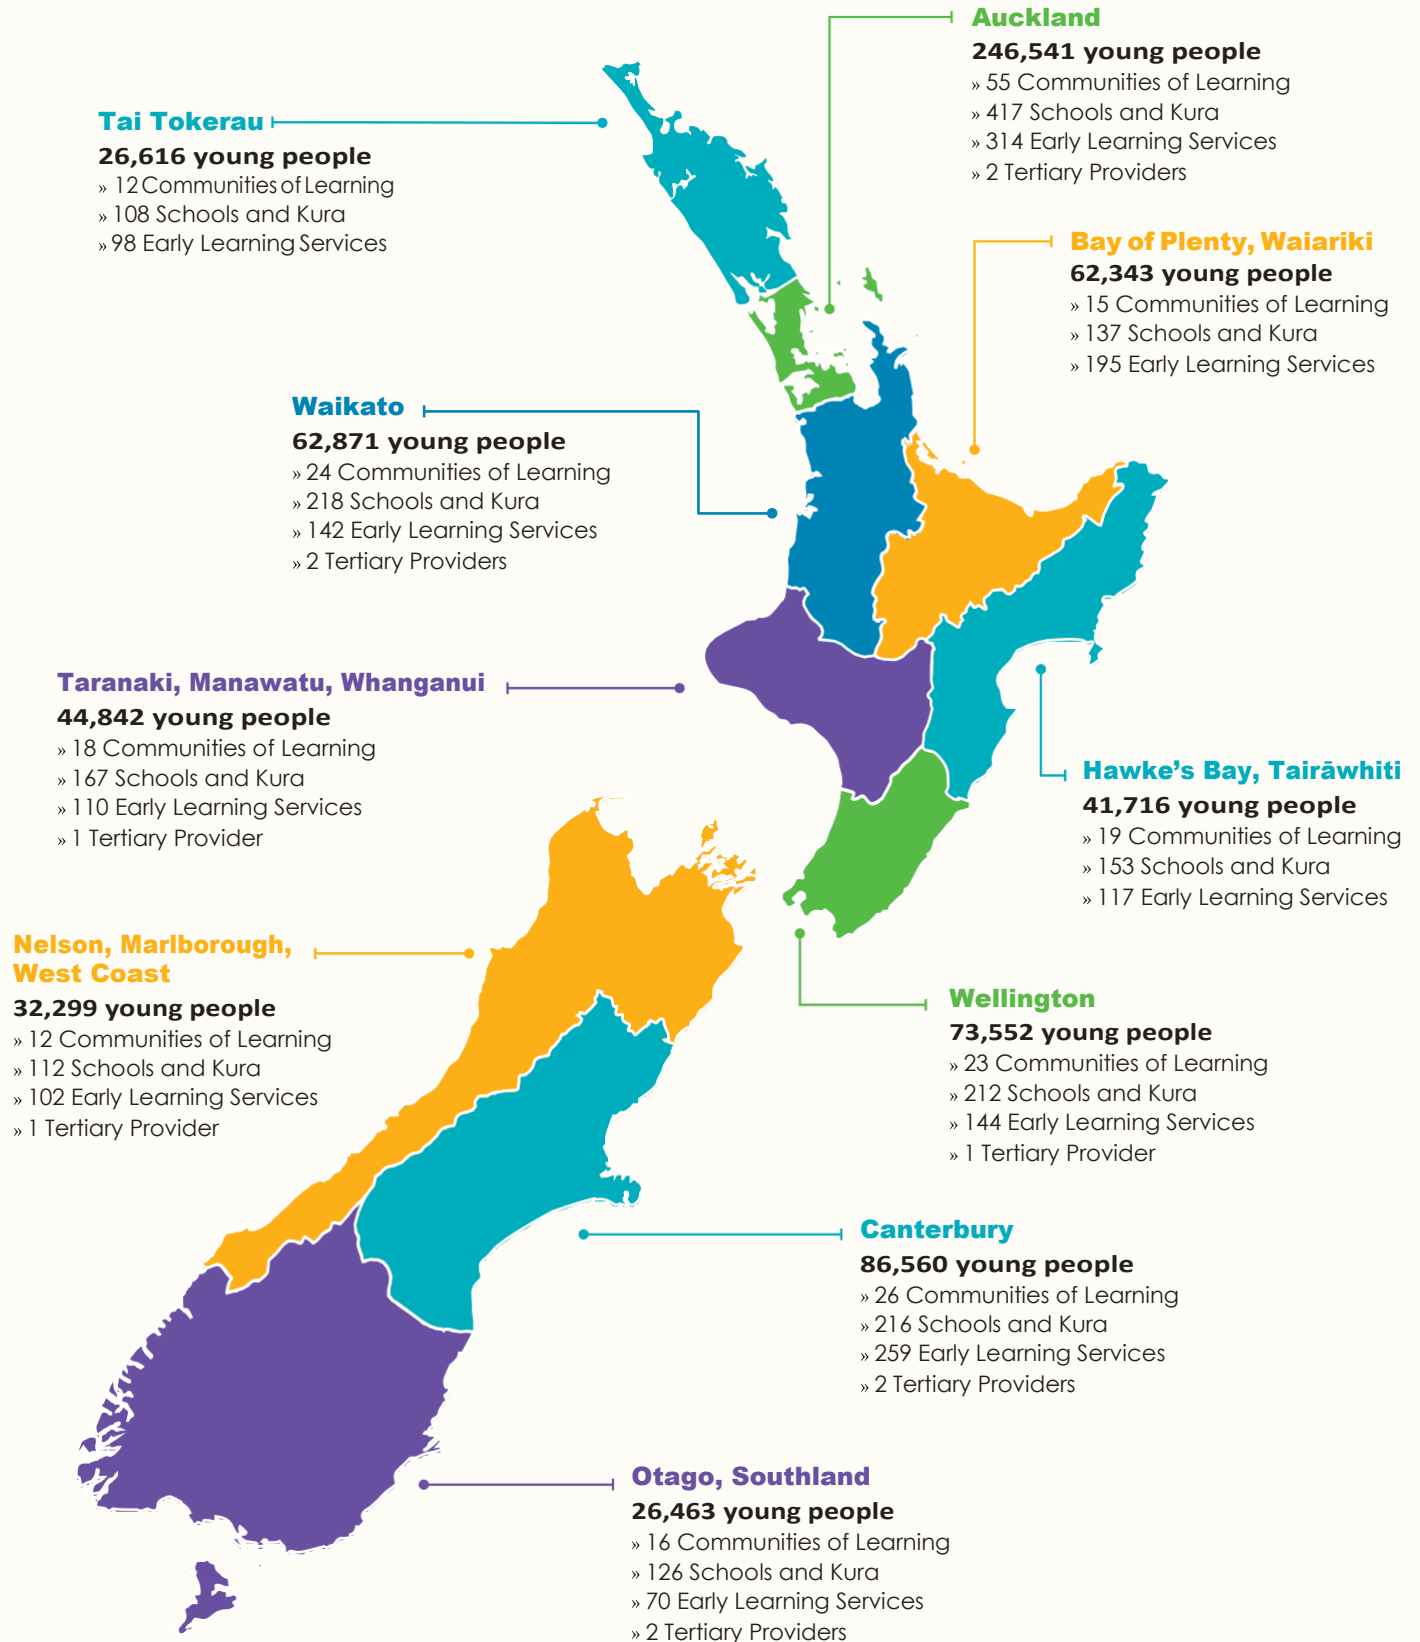 Auckland
246,541 young people
» 55 Communities of Learning
» 417 Schools and Kura
» 314 Early Learning Services
» 2 Tertiary Providers
Tai Tokerau
26,616 young people
» 12 Communities of Learning
» 108 Schools and Kura
» 98 Early Learning Services
Bay of Plenty, Waiariki
62,343 young people
» 15 Communities of Learning
» 137 Schools and Kura
» 195 Early Learning Services
Waikato
62,871 young people
» 24 Communities of Learning
» 218 Schools and Kura
» 142 Early Learning Services
» 2 Tertiary Providers
Taranaki, Manawatu, Whanganui
44,842 young people
» 18 Communities of Learning
» 167 Schools and Kura
» 110 Early Learning Services
» 1 Tertiary Provider
Hawke's Bay, Tairāwhiti
41,716 young people
» 19 Communities of Learning
» 153 Schools and Kura
» 117 Early Learning Services
Nelson, Marlborough,
West Coast
32,299 young people
» 12 Communities of Learning
» 112 Schools and Kura
» 102 Early Learning Services
» 1 Tertiary Provider
Wellington
73,552 young people
» 23 Communities of Learning
» 212 Schools and Kura
» 144 Early Learning Services
» 1 Tertiary Provider
Canterbury
86,560 young people
» 26 Communities of Learning
» 216 Schools and Kura
» 259 Early Learning Services
» 2 Tertiary Providers
Otago, Southland
26,463 young people
» 16 Communities of Learning
» 126 Schools and Kura
» 70 Early Learning Services
» 2 Tertiary Providers